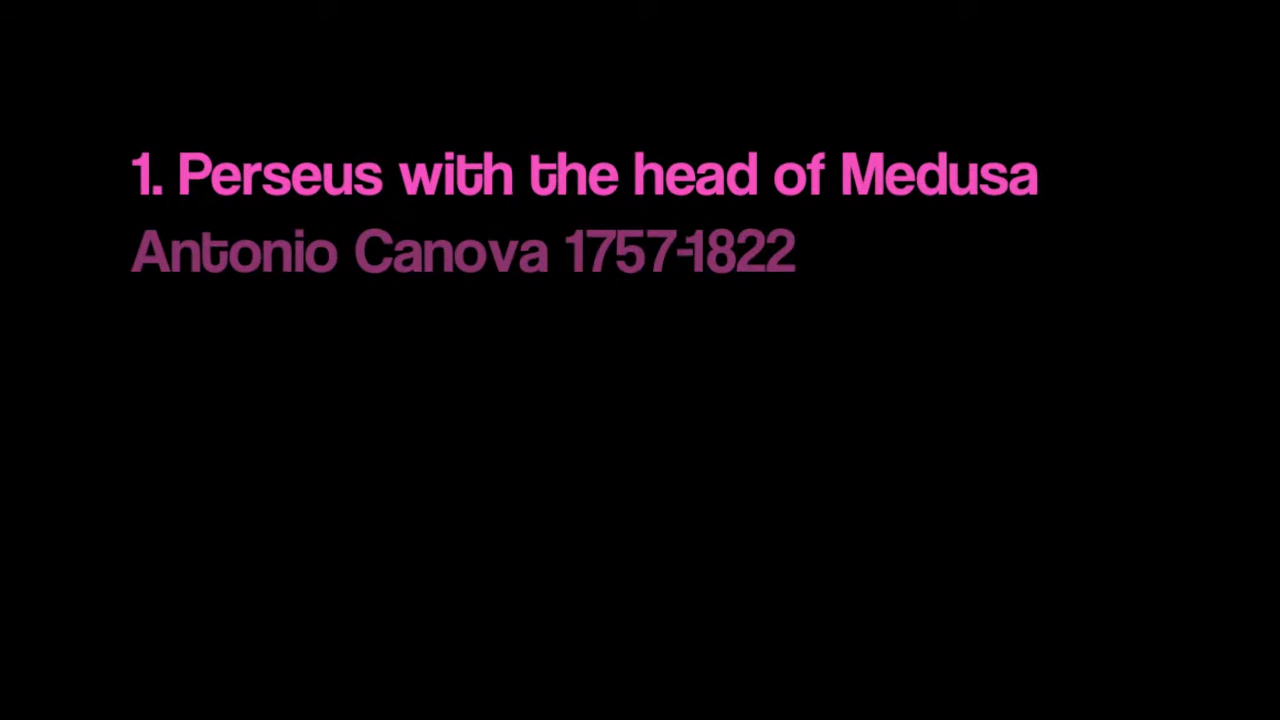 1. Perseus with the head of Medusa
Antonio Canova 1757-1822